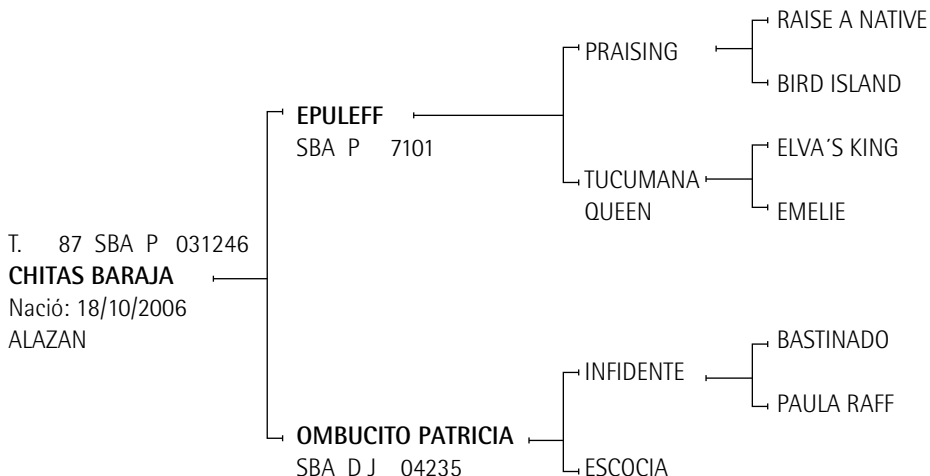 RAISE A NATIVE
PRAISING
BIRD ISLAND
EPULEFF
SBA P 7101
ELVA´S KING
TUCUMANA
QUEEN
EMELIE
T. 87 SBA P 031246
CHITAS BARAJA
Nació: 18/10/2006
ALAZAN
BASTINADO
INFIDENTE
PAULA RAFF
OMBUCITO PATRICIA
SBA D J 04235
ESCOCIA